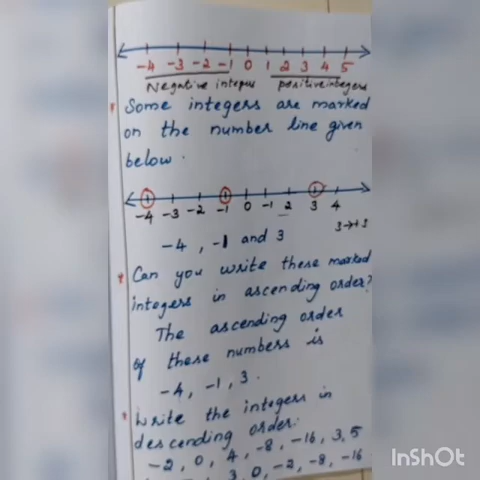 -4 -3 -2 -1 0 1 2 3 4 5
Negative integers positive integers
* Some integers are marked
on the number line given
below.
-4 -3 -2 -1 0 -1 2 3 4
3→+3
-4, -1 and 3
* Can you write these marked
integers in ascending order?
The ascending order
of these numbers is
-4, -1, 3.
* Write the integers in
descending order:
-2, 0, 4, -8, -16, 3, 5
3, 0, -2, -8, -16
InShOt